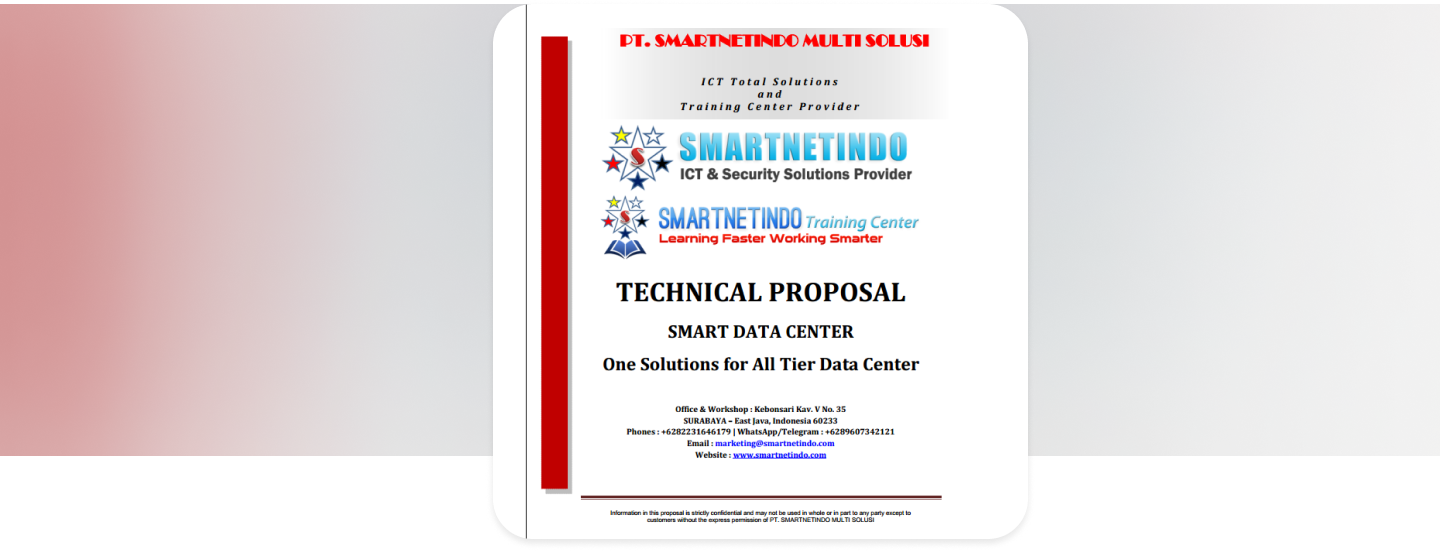 PT. SMARTNETINDO MULTI SOLUSI
ICT Total Solutions
and
Training Center Provider
S
SMARTNETINDO
ICT & Security Solutions Provider
S
SMARTNETINDO Training Center
Learning Faster Working Smarter
TECHNICAL PROPOSAL
SMART DATA CENTER
One Solutions for All Tier Data Center
Office & Workshop : Kebonsari Kav. V No. 35
SURABAYA – East Java, Indonesia 60233
Phones : +6282231646179 | WhatsApp/Telegram : +6289607342121
Email : marketing@smartnetindo.com
Website : www.smartnetindo.com
Information in this proposal is strictly confidential and may not be used in whole or in part to any party except to
customers without the express permission of PT. SMARTNETINDO MULTI SOLUSI